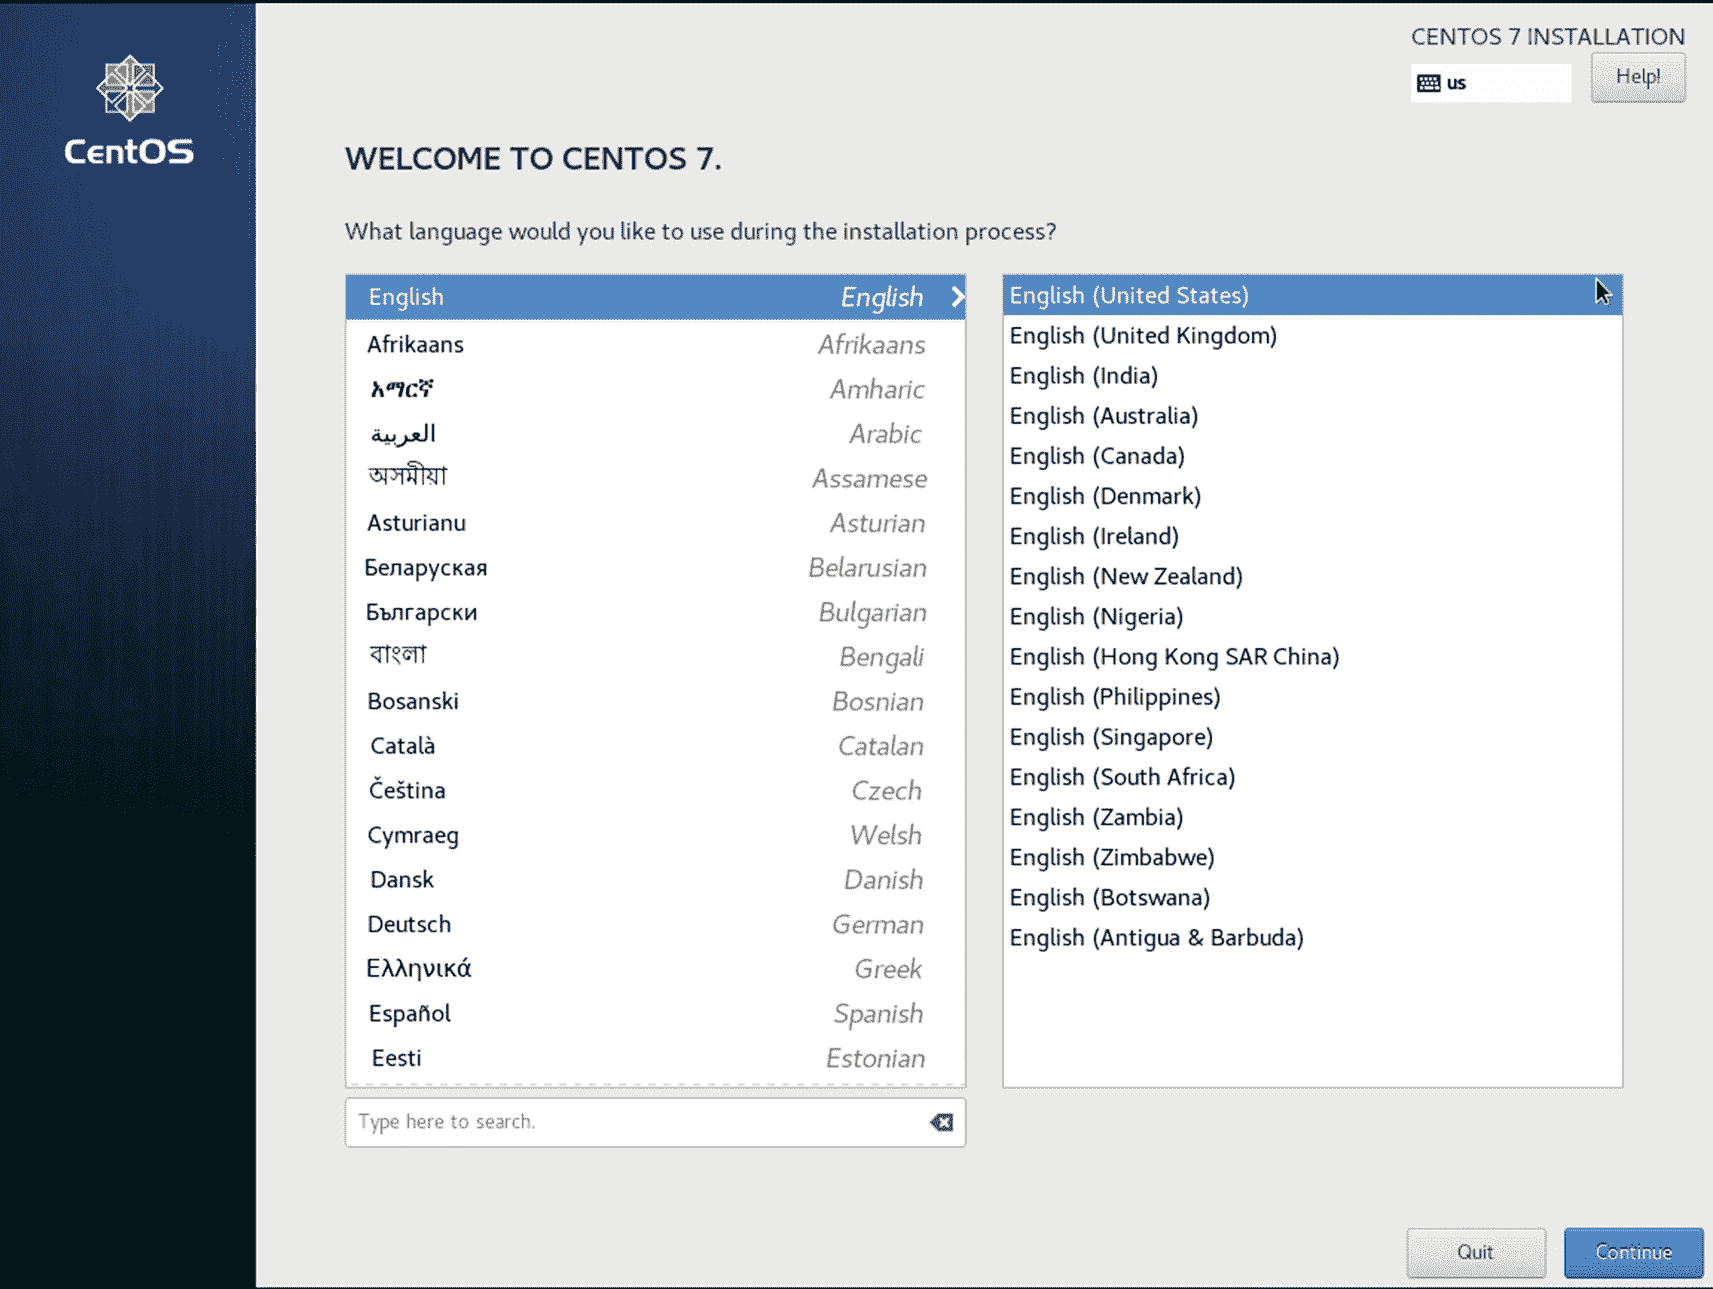 CentOS
CENTOS 7 INSTALLATION
us
Help!
WELCOME TO CENTOS 7.
What language would you like to use during the installation process?
English English
Afrikaans Afrikaans
አማርኛ Amharic
العربية Arabic
অসমীয়া Assamese
Asturianu Asturian
Беларуская Belarusian
Български Bulgarian
বাংলা Bengali
Bosanski Bosnian
Català Catalan
Čeština Czech
Cymraeg Welsh
Dansk Danish
Deutsch German
Ελληνικά Greek
Español Spanish
Eesti Estonian
Type here to search.
English (United States)
English (United Kingdom)
English (India)
English (Australia)
English (Canada)
English (Denmark)
English (Ireland)
English (New Zealand)
English (Nigeria)
English (Hong Kong SAR China)
English (Philippines)
English (Singapore)
English (South Africa)
English (Zambia)
English (Zimbabwe)
English (Botswana)
English (Antigua & Barbuda)
Quit
Continue